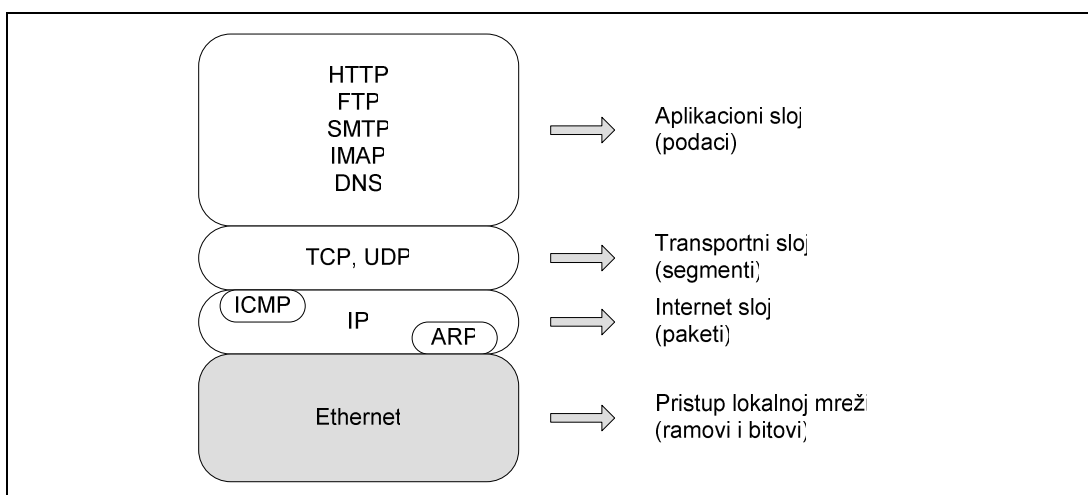 HTTP
FTP
SMTP
IMAP
DNS
Aplikacioni sloj
(podaci)
TCP, UDP
Transportni sloj
(segmenti)
ICMP
IP
ARP
Internet sloj
(paketi)
Ethernet
Pristup lokalnoj mreži
(ramovi i bitovi)